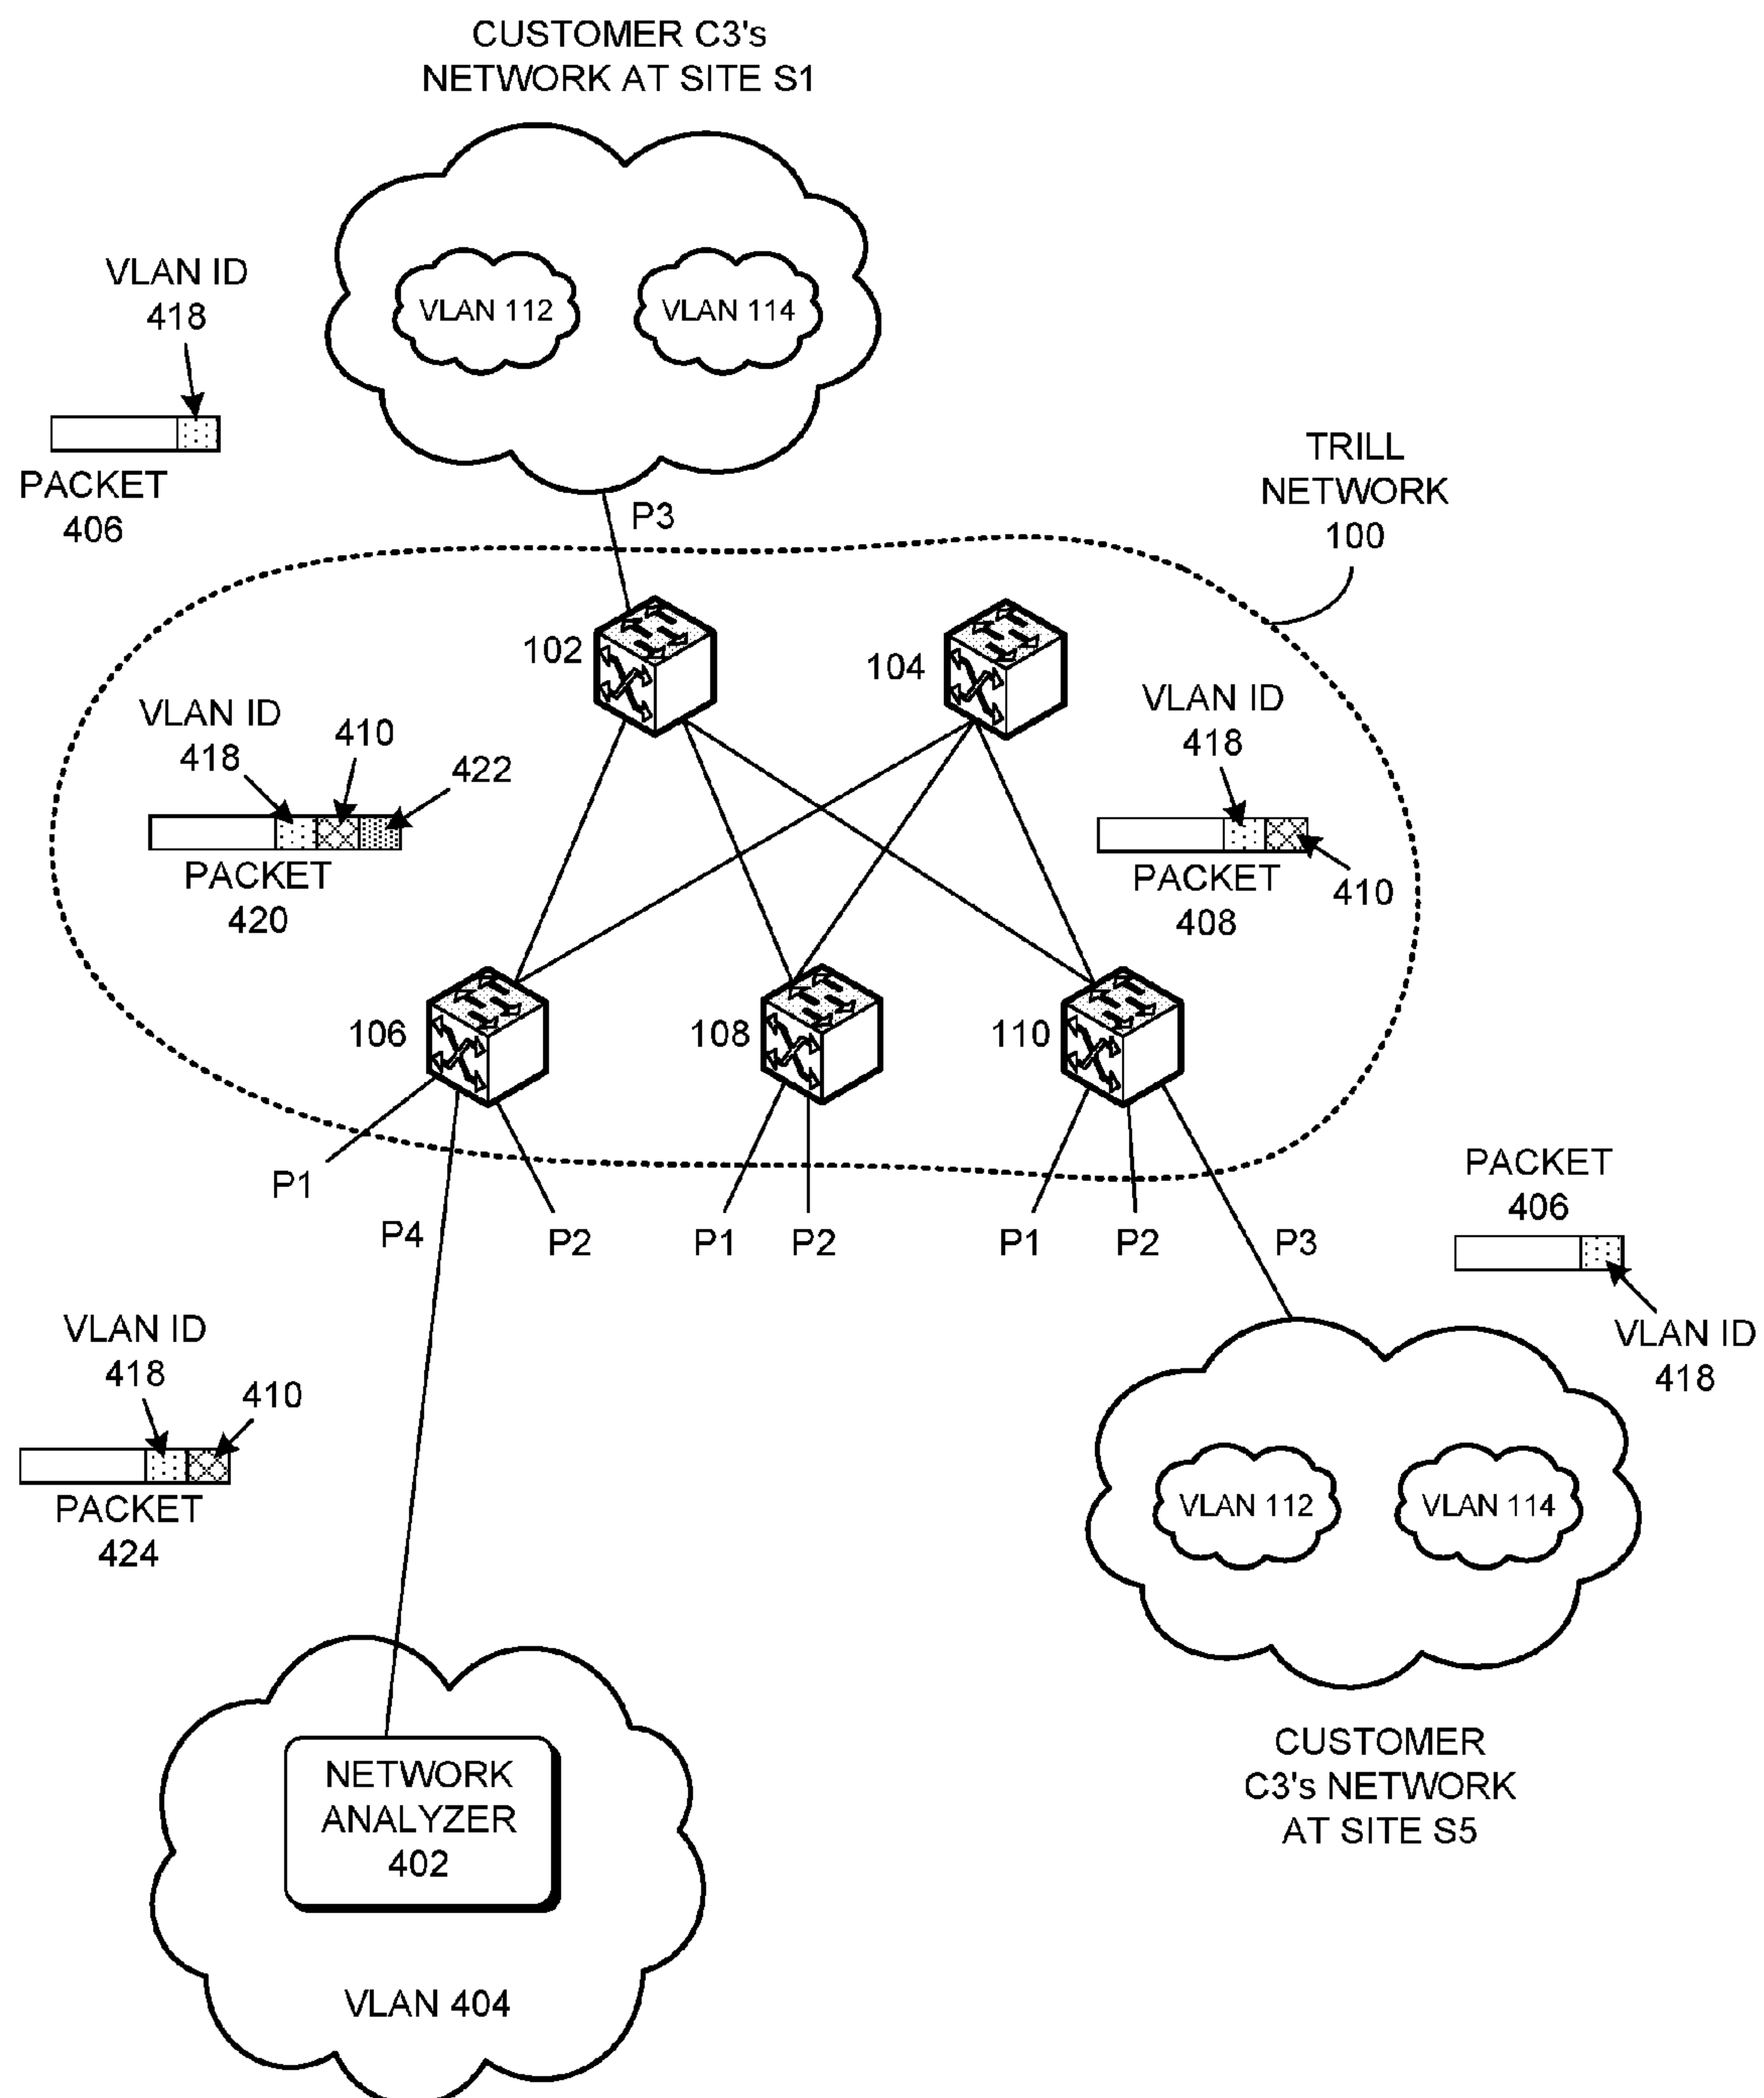 CUSTOMER C3's
NETWORK AT SITE S1
VLAN 112
VLAN 114
VLAN ID
418
PACKET
406
P3
TRILL
NETWORK
100
102
104
VLAN ID
418
410
422
PACKET
420
VLAN ID
418
PACKET
408
410
106
108
110
P1
P4
P2
P1
P2
P1
P2
P3
PACKET
406
VLAN ID
418
VLAN ID
418
410
PACKET
424
VLAN 112
VLAN 114
CUSTOMER
C3's NETWORK
AT SITE S5
NETWORK
ANALYZER
402
VLAN 404